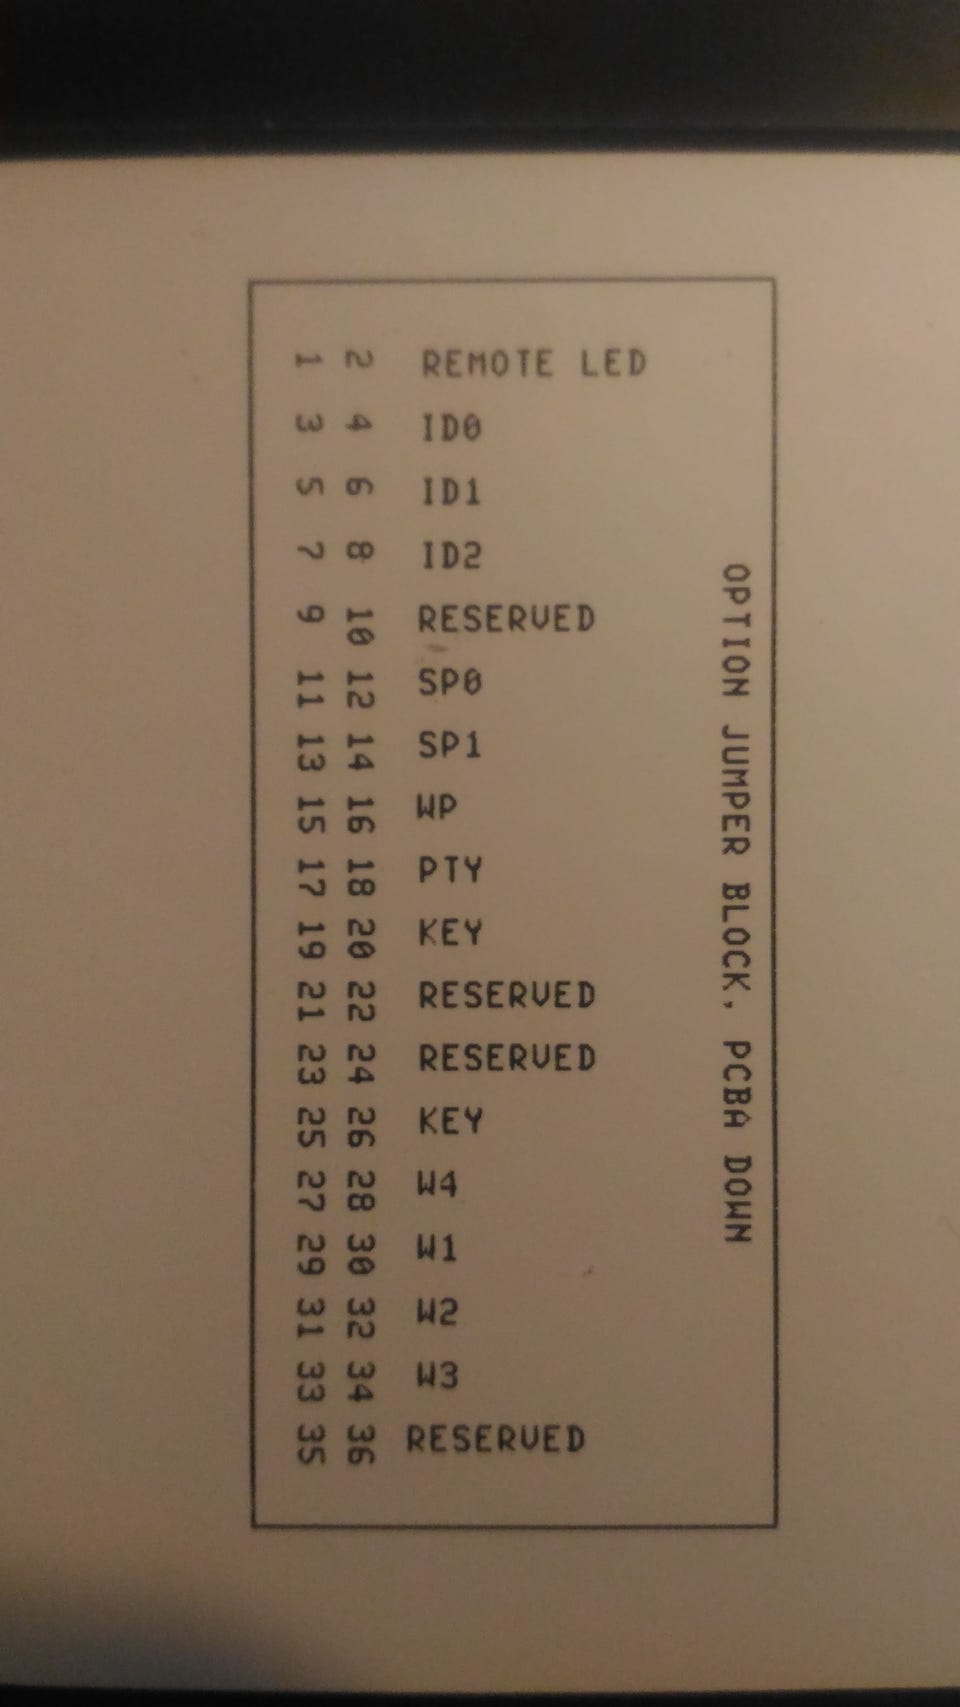 OPTION JUMPER BLOCK, PCBA DOWN
1 2 REMOTE LED
3 4 ID0
5 6 ID1
7 8 ID2
9 10 RESERVED
11 12 SP0
13 14 SP1
15 16 WP
17 18 PTY
19 20 KEY
21 22 RESERVED
23 24 RESERVED
25 26 KEY
27 28 W4
29 30 W1
31 32 W2
33 34 W3
35 36 RESERVED